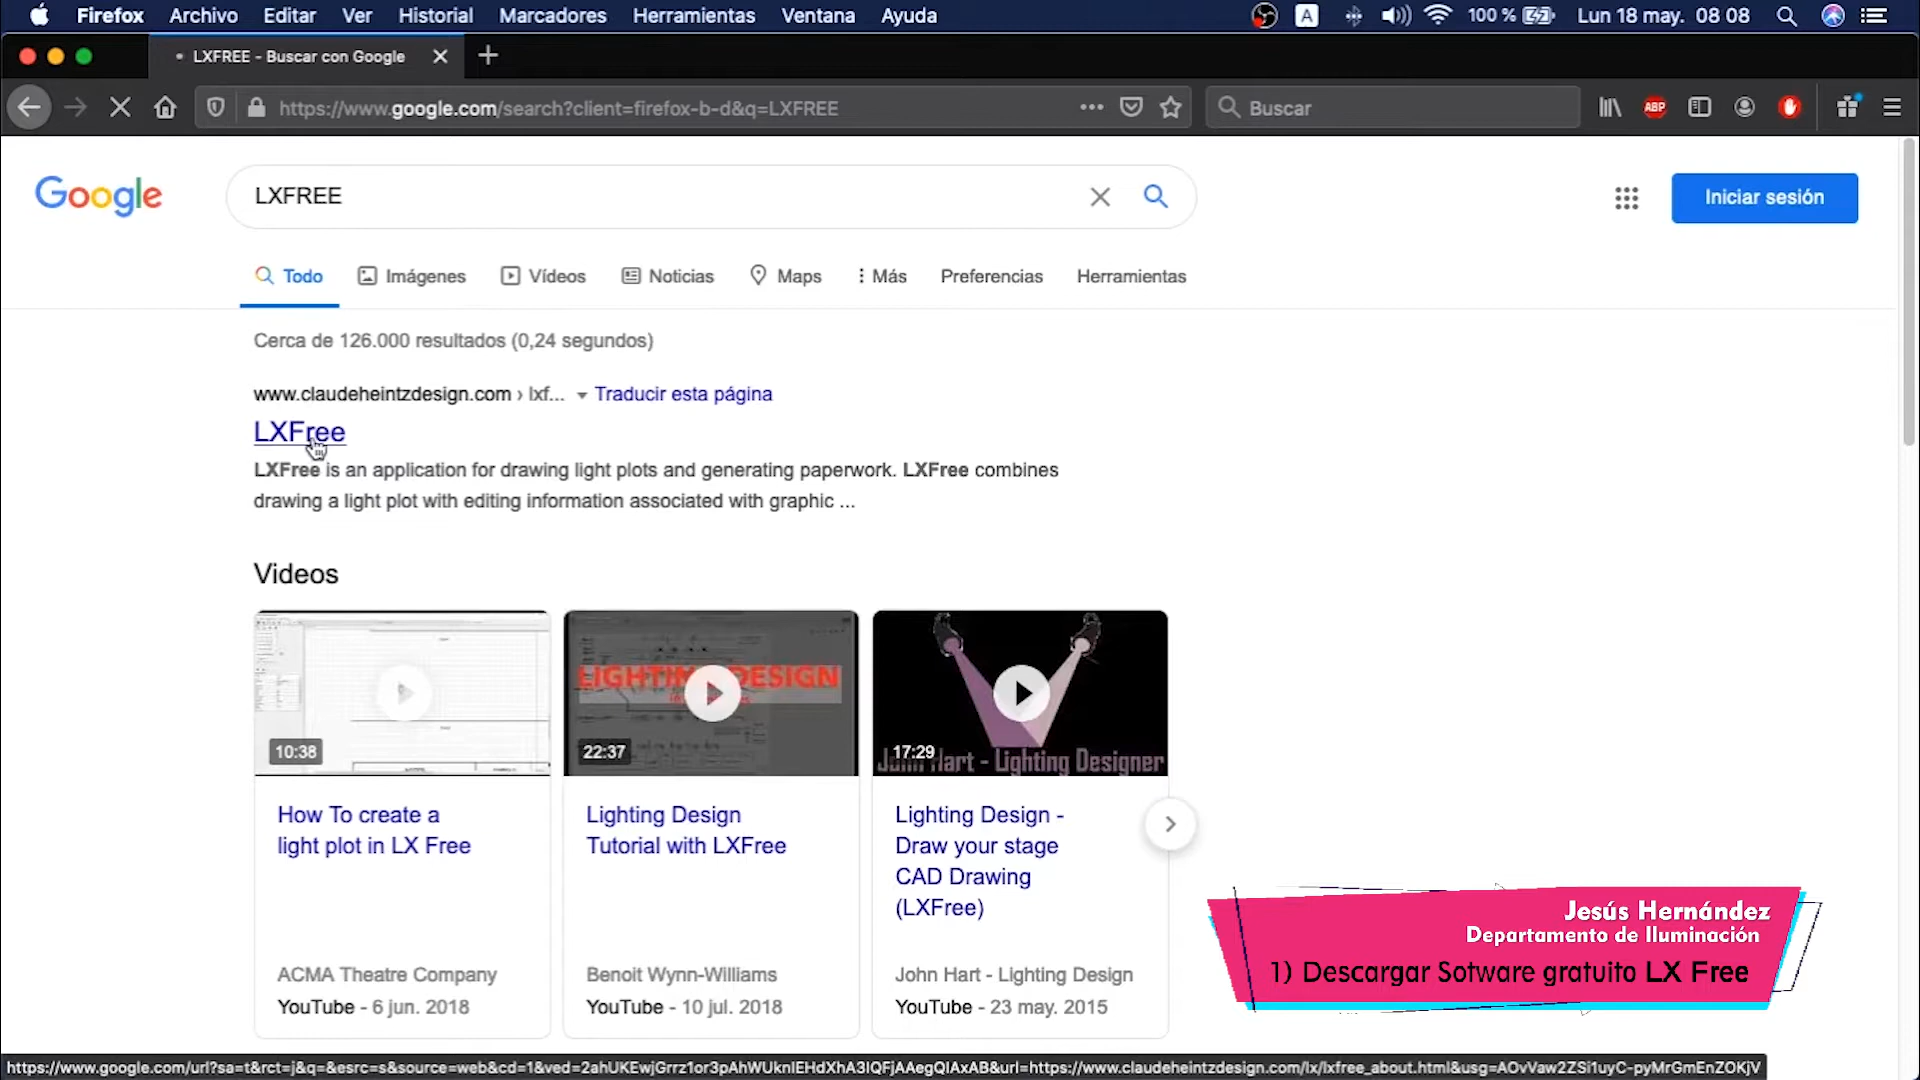 Firefox Archivo Editar Ver Historial Marcadores Herramientas Ventana Ayuda A 100 % Lun 18 may. 08 08
LXFREE - Buscar con Google
https://www.google.com/search?client=firefox-b-d&q=LXFREE Buscar ABP
Google LXFREE Iniciar sesión
Todo Imágenes Vídeos Noticias Maps Más Preferencias Herramientas
Cerca de 126.000 resultados (0,24 segundos)
www.claudeheintzdesign.com › lxf... Traducir esta página
LXFree
LXFree is an application for drawing light plots and generating paperwork. LXFree combines
drawing a light plot with editing information associated with graphic ...
Videos
LIGHTING DESIGN
10:38 22:37 17:29
John Hart - Lighting Designer
How To create a
light plot in LX Free
Lighting Design
Tutorial with LXFree
Lighting Design -
Draw your stage
CAD Drawing
(LXFree)
ACMA Theatre Company
YouTube - 6 jun. 2018
Benoit Wynn-Williams
YouTube - 10 jul. 2018
John Hart - Lighting Design
YouTube - 23 may. 2015
Jesús Hernández
Departamento de Iluminación
1) Descargar Sotware gratuito LX Free
https://www.google.com/url?sa=t&rct=j&q=&esrc=s&source=web&cd=1&ved=2ahUKEwjGrrz1or3pAhWUknIEHdXhA3IQFjAAegQIAxAB&url=https://www.claudeheintzdesign.com/lx/lxfree_about.html&usg=AOvVaw2ZSi1uyC-pyMrGmEnZOKjV